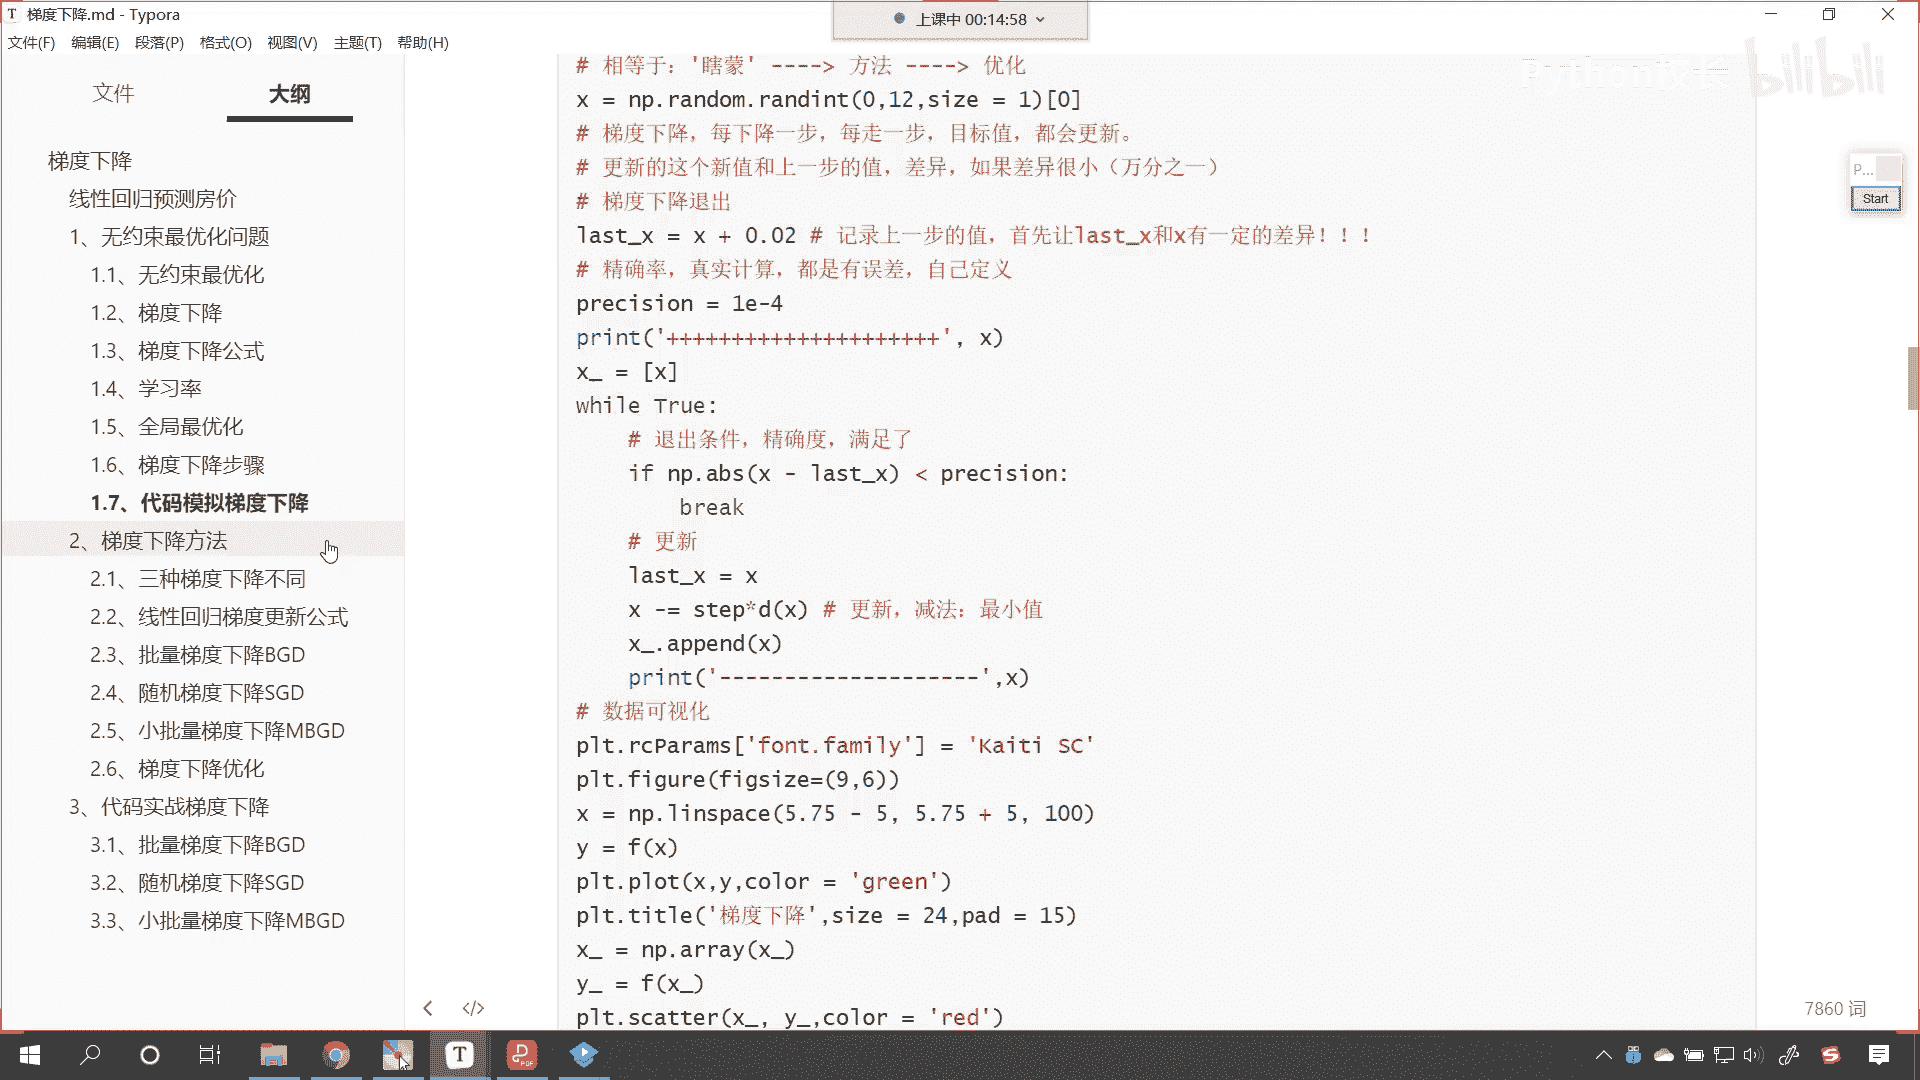 梯度下降.md - Typora
上课中 00:14:58
文件(F) 编辑(E) 段落(P) 格式(O) 视图(V) 主题(T) 帮助(H)
文件 大纲
梯度下降
线性回归预测房价
1、无约束最优化问题
1.1、无约束最优化
1.2、梯度下降
1.3、梯度下降公式
1.4、学习率
1.5、全局最优化
1.6、梯度下降步骤
1.7、代码模拟梯度下降
2、梯度下降方法
2.1、三种梯度下降不同
2.2、线性回归梯度更新公式
2.3、批量梯度下降BGD
2.4、随机梯度下降SGD
2.5、小批量梯度下降MBGD
2.6、梯度下降优化
3、代码实战梯度下降
3.1、批量梯度下降BGD
3.2、随机梯度下降SGD
3.3、小批量梯度下降MBGD
# 相等于：'瞎蒙' ----> 方法 ----> 优化
x = np.random.randint(0,12,size = 1)[0]
# 梯度下降，每下降一步，每走一步，目标值，都会更新。
# 更新的这个新值和上一步的值，差异，如果差异很小（万分之一）
# 梯度下降退出
last_x = x + 0.02 # 记录上一步的值，首先让last_x和x有一定的差异！！！
# 精确率，真实计算，都是有误差，自己定义
precision = 1e-4
print('+++++++++++++++++++++', x)
x_ = [x]
while True:
    # 退出条件，精确度，满足了
    if np.abs(x - last_x) < precision:
        break
    # 更新
    last_x = x
    x -= step*d(x) # 更新，减法：最小值
    x_.append(x)
    print('--------------------',x)
# 数据可视化
plt.rcParams['font.family'] = 'Kaiti SC'
plt.figure(figsize=(9,6))
x = np.linspace(5.75 - 5, 5.75 + 5, 100)
y = f(x)
plt.plot(x,y,color = 'green')
plt.title('梯度下降',size = 24,pad = 15)
x_ = np.array(x_)
y_ = f(x_)
plt.scatter(x_, y_,color = 'red')
Python校长 bilibili
P...
Start
7860 词